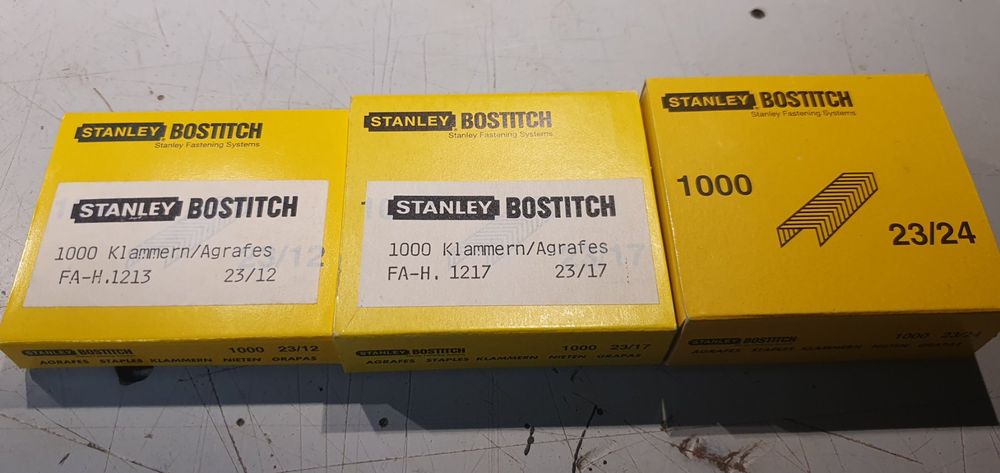 STANLEY BOSTITCH
Stanley Fastening Systems
STANLEY BOSTITCH
1000 Klammern/Agrafes
FA-H.1213 23/12
STANLEY BOSTITCH 1000 23/12
AGRAFES STAPLES KLAMMERN NIETEN GRAPAS
STANLEY BOSTITCH
Stanley Fastening Systems
STANLEY BOSTITCH
1000 Klammern/Agrafes
FA-H. 1217 23/17
STANLEY BOSTITCH 1000 23/17
AGRAFES STAPLES KLAMMERN NIETEN GRAPAS
STANLEY BOSTITCH
Stanley Fastening Systems
1000
23/24
STANLEY BOSTITCH 1000 23/24
AGRAFES STAPLES KLAMMERN NIETEN GRAPAS